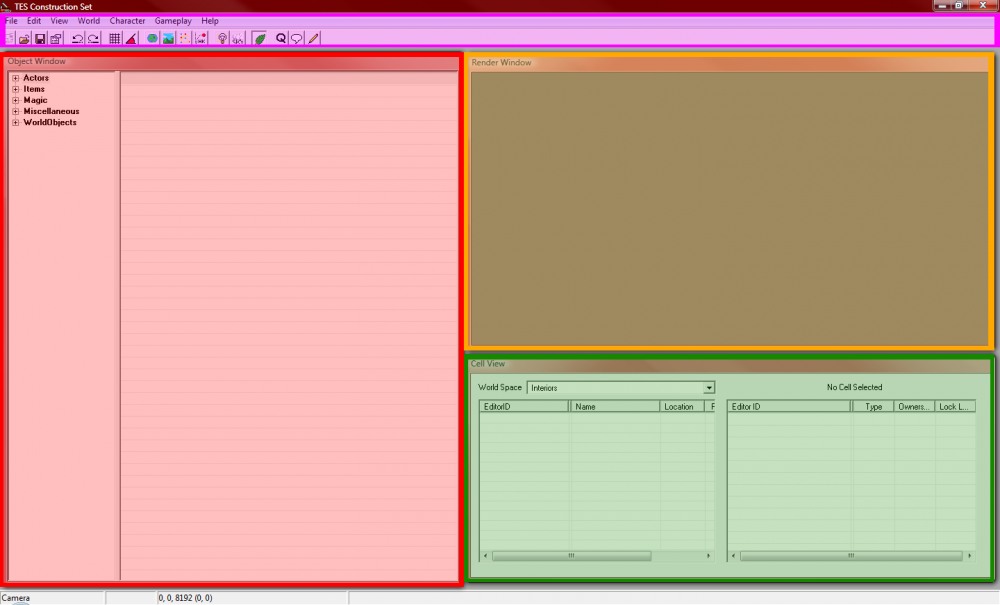 TES Construction Set
File Edit View World Character Gameplay Help
Object Window
Actors
Items
Magic
Miscellaneous
WorldObjects
Render Window
Cell View
World Space Interiors No Cell Selected
EditorID Name Location F
Editor ID Type Owners... Lock L...
Camera 0, 0, 8192 (0, 0)